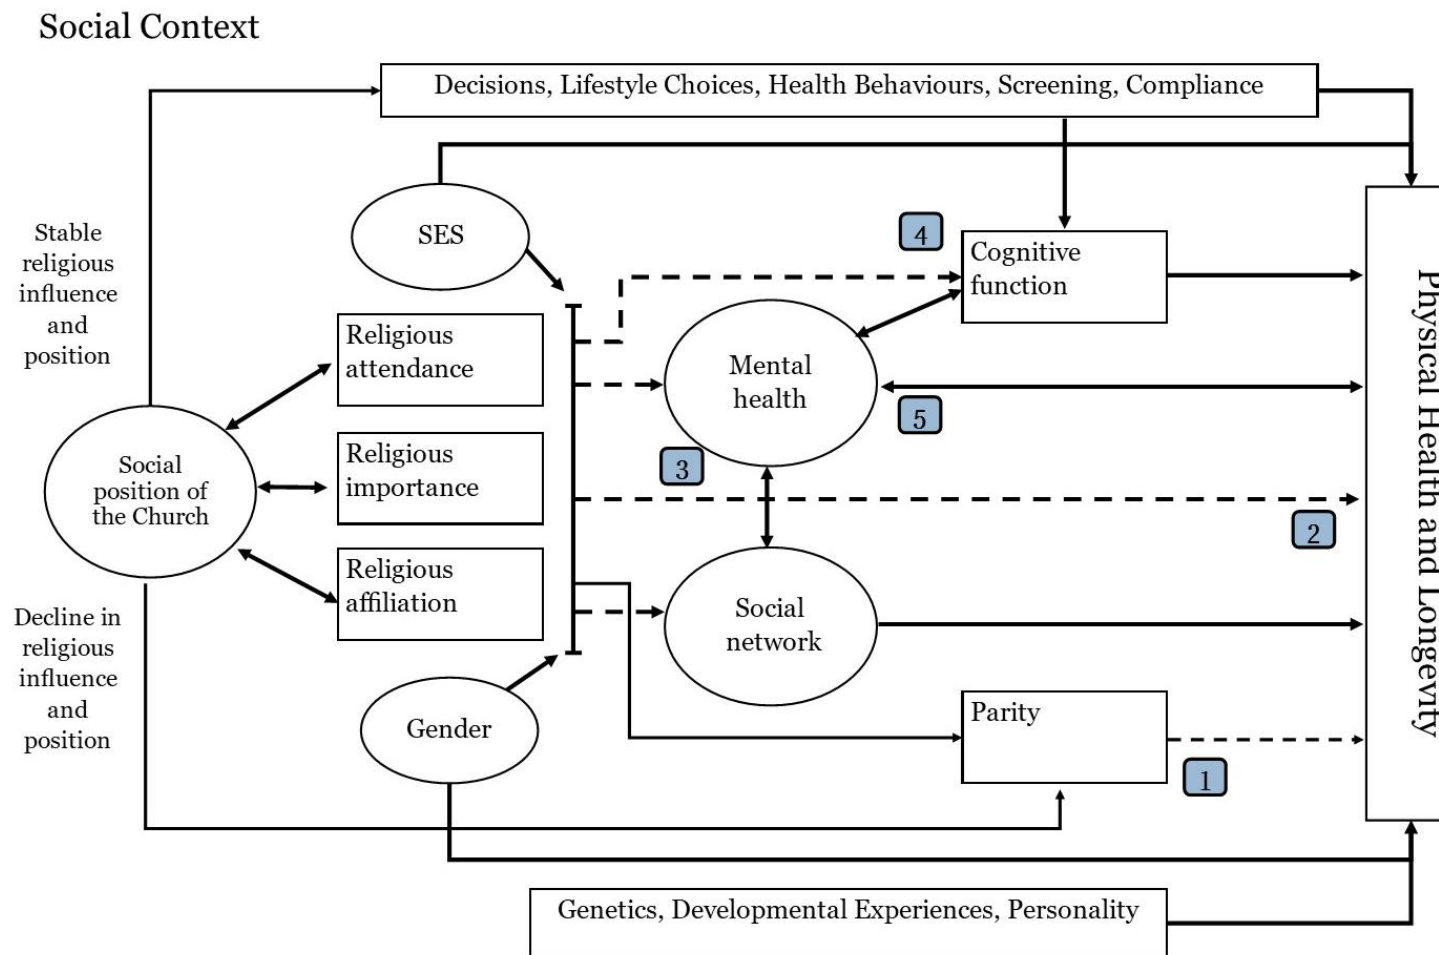 Social Context
Decisions, Lifestyle Choices, Health Behaviours, Screening, Compliance
Stable
religious
influence
and
position
SES
4
Cognitive
function
Religious
attendance
Mental
health
5
3
Religious
importance
Social
position of
the Church
2
Religious
affiliation
Social
network
Decline in
religious
influence
and
position
Gender
Parity
1
Physical Health and Longevity
Genetics, Developmental Experiences, Personality